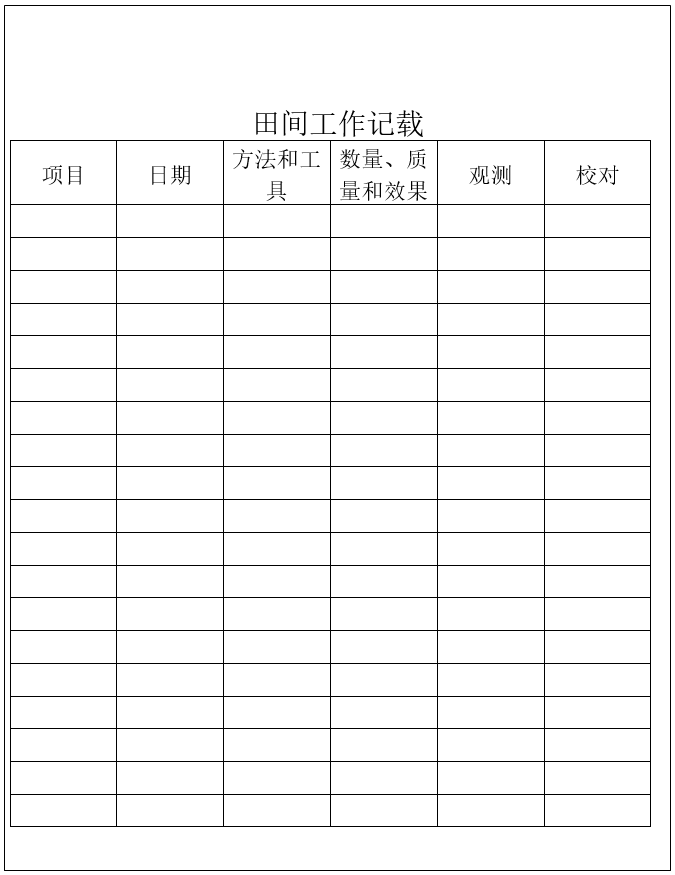 田间工作记载
项目
日期
方法和工
具
数量、质
量和效果
观测
校对